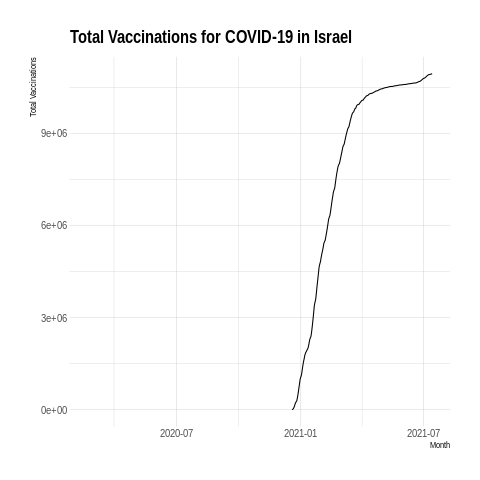 Total Vaccinations for COVID-19 in Israel
Total Vaccinations
9e+06
6e+06
3e+06
0e+00
2020-07 2021-01 2021-07
Month